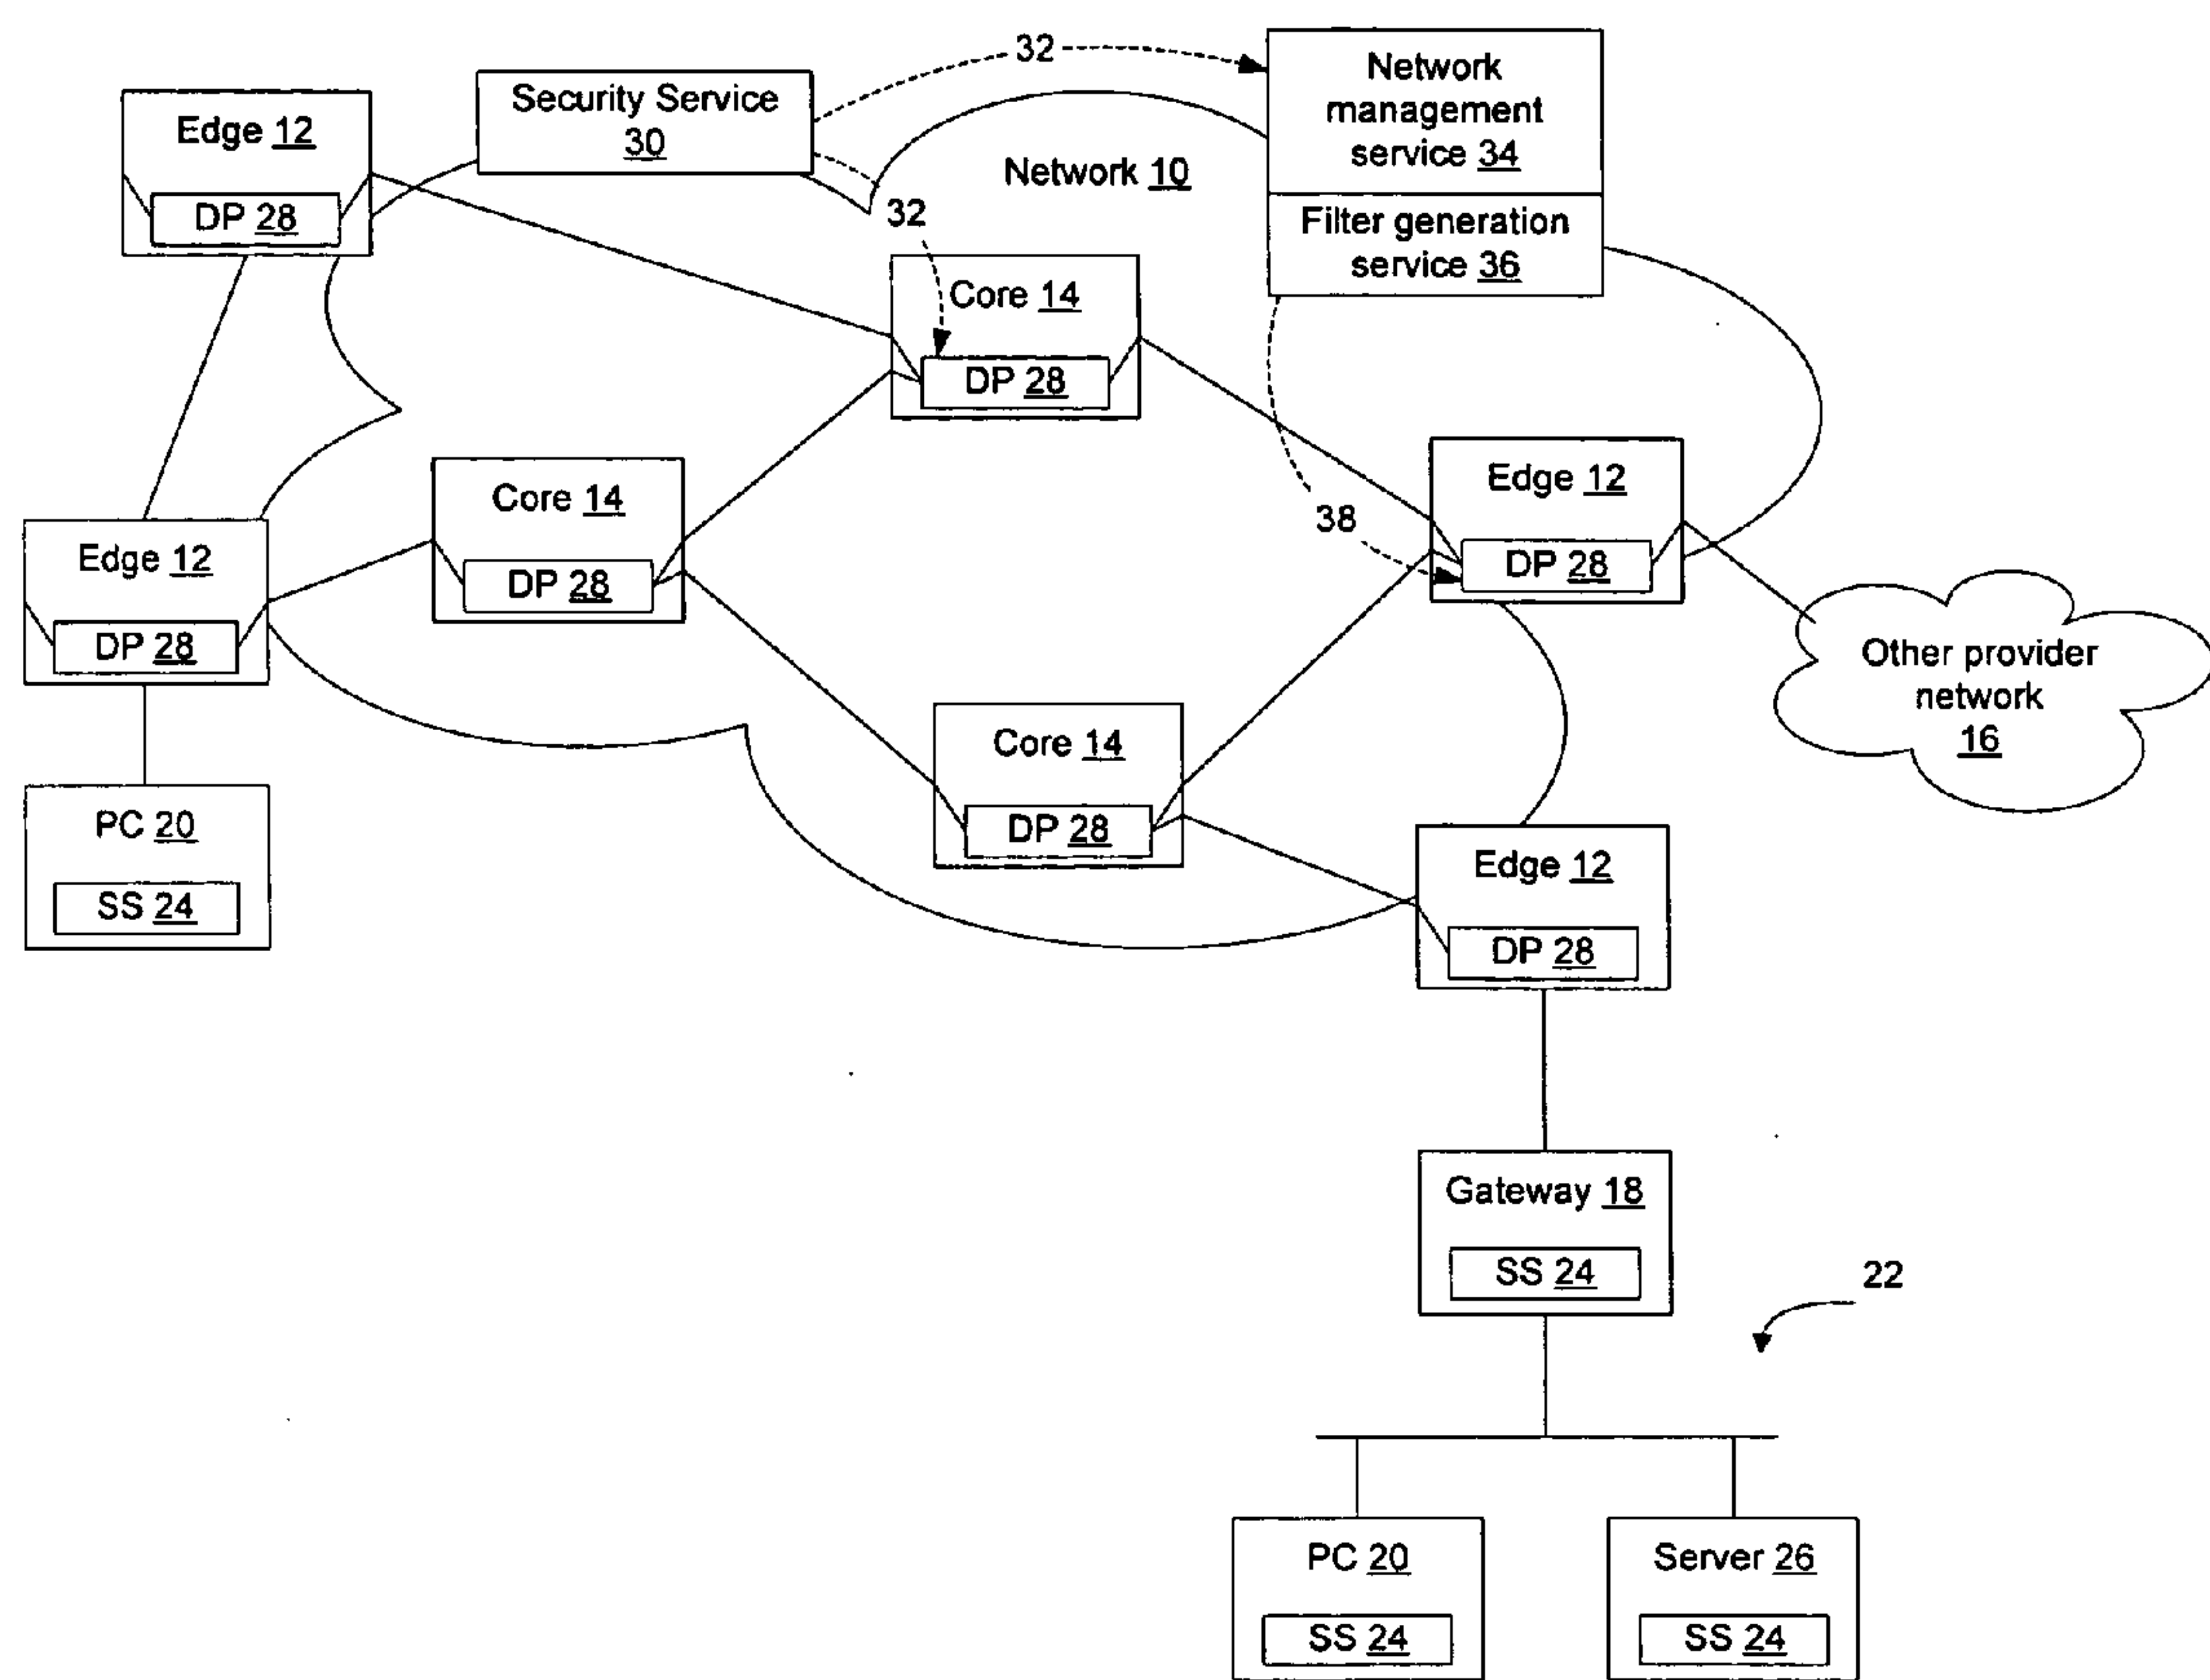 32
Network
management
service 34
Security Service
30
Edge 12
Network 10
DP 28
32
Filter generation
service 36
Core 14
DP 28
Edge 12
Core 14
38
DP 28
Edge 12
DP 28
DP 28
Other provider
network
16
Core 14
PC 20
DP 28
Edge 12
SS 24
DP 28
Gateway 18
SS 24
22
PC 20
Server 26
SS 24
SS 24